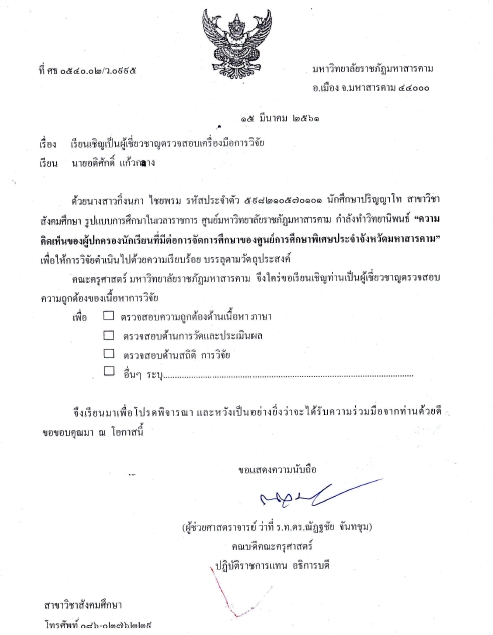 ที่ ศธ ๐๕๔๐.๐๒/ว.๐๙๙๕
มหาวิทยาลัยราชภัฏมหาสารคาม
อ.เมือง จ.มหาสารคาม ๔๔๐๐๐
๑๕ มีนาคม ๒๕๖๑
เรื่อง เรียนเชิญเป็นผู้เชี่ยวชาญตรวจสอบเครื่องมือการวิจัย
เรียน นายอดิศักดิ์ แก้วกลาง
ด้วยนางสาวกิ่งนภา ไชยพรม รหัสประจำตัว ๕๙๘๒๑๐๕๗๐๑๐๑ นักศึกษาปริญญาโท สาขาวิชา
สังคมศึกษา รูปแบบการศึกษาในเวลาราชการ ศูนย์มหาวิทยาลัยราชภัฏมหาสารคาม กำลังทำวิทยานิพนธ์ “ความ
คิดเห็นของผู้ปกครองนักเรียนที่มีต่อการจัดการศึกษาของศูนย์การศึกษาพิเศษประจำจังหวัดมหาสารคาม”
เพื่อให้การวิจัยดำเนินไปด้วยความเรียบร้อย บรรลุตามวัตถุประสงค์
คณะครุศาสตร์ มหาวิทยาลัยราชภัฏมหาสารคาม จึงใคร่ขอเรียนเชิญท่านเป็นผู้เชี่ยวชาญตรวจสอบ
ความถูกต้องของเนื้อหาการวิจัย
เพื่อ ☐ ตรวจสอบความถูกต้องด้านเนื้อหา ภาษา
☐ ตรวจสอบด้านการวัดและประเมินผล
☐ ตรวจสอบด้านสถิติ การวิจัย
☐ อื่นๆ ระบุ................................................................
จึงเรียนมาเพื่อโปรดพิจารณา และหวังเป็นอย่างยิ่งว่าจะได้รับความร่วมมือจากท่านด้วยดี
ขอขอบคุณมา ณ โอกาสนี้
ขอแสดงความนับถือ
(ผู้ช่วยศาสตราจารย์ ว่าที่ ร.ท.ดร.ณัฏฐชัย จันทชุม)
คณบดีคณะครุศาสตร์
ปฏิบัติราชการแทน อธิการบดี
สาขาวิชาสังคมศึกษา
โทรศัพท์ ๐๘๖-๐๒๘๗๖๒๒๙